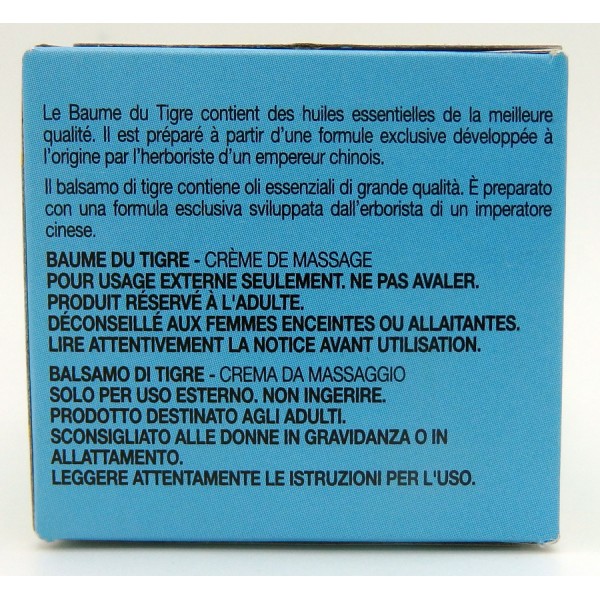 Le Baume du Tigre contient des huiles essentielles de la meilleure
qualité. Il est préparé à partir d'une formule exclusive développée à
l'origine par l'herboriste d'un empereur chinois.
Il balsamo di tigre contiene oli essenziali di grande qualità. È preparato
con una formula esclusiva sviluppata dall'erborista di un imperatore
cinese.
BAUME DU TIGRE - CRÈME DE MASSAGE
POUR USAGE EXTERNE SEULEMENT. NE PAS AVALER.
PRODUIT RÉSERVÉ À L'ADULTE.
DÉCONSEILLÉ AUX FEMMES ENCEINTES OU ALLAITANTES.
LIRE ATTENTIVEMENT LA NOTICE AVANT UTILISATION.
BALSAMO DI TIGRE - CREMA DA MASSAGGIO
SOLO PER USO ESTERNO. NON INGERIRE.
PRODOTTO DESTINATO AGLI ADULTI.
SCONSIGLIATO ALLE DONNE IN GRAVIDANZA O IN
ALLATTAMENTO.
LEGGERE ATTENTAMENTE LE ISTRUZIONI PER L'USO.